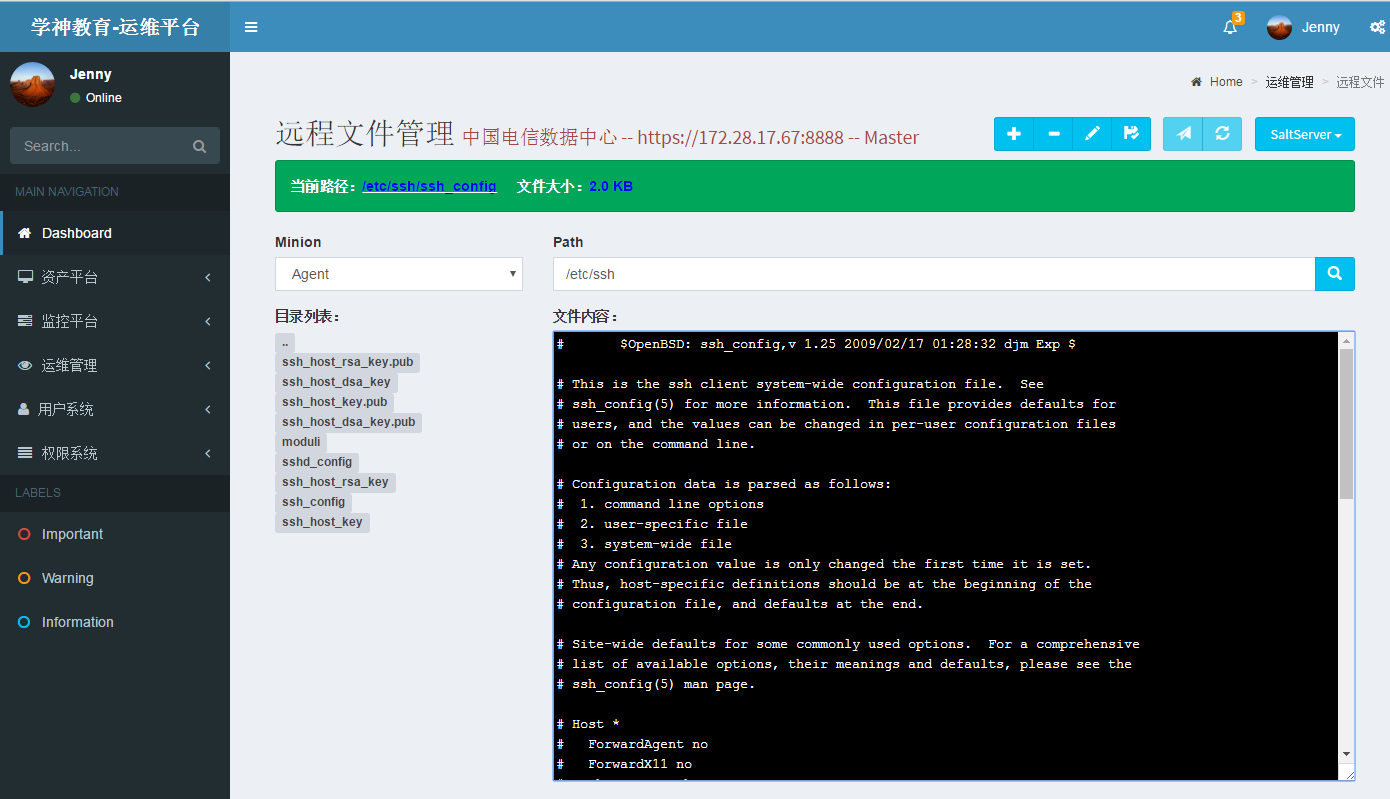 学神教育-运维平台
3
Jenny
Jenny
Online
Search...
MAIN NAVIGATION
Dashboard
资产平台
监控平台
运维管理
用户系统
权限系统
LABELS
Important
Warning
Information
Home > 运维管理 > 远程文件
远程文件管理 中国电信数据中心 -- https://172.28.17.67:8888 -- Master
SaltServer
当前路径：/etc/ssh/ssh_config 文件大小：2.0 KB
Minion
Agent
Path
/etc/ssh
目录列表：
..
ssh_host_rsa_key.pub
ssh_host_dsa_key
ssh_host_key.pub
ssh_host_dsa_key.pub
moduli
sshd_config
ssh_host_rsa_key
ssh_config
ssh_host_key
文件内容：
#       $OpenBSD: ssh_config,v 1.25 2009/02/17 01:28:32 djm Exp $
# This is the ssh client system-wide configuration file.  See
# ssh_config(5) for more information.  This file provides defaults for
# users, and the values can be changed in per-user configuration files
# or on the command line.
# Configuration data is parsed as follows:
#  1. command line options
#  2. user-specific file
#  3. system-wide file
# Any configuration value is only changed the first time it is set.
# Thus, host-specific definitions should be at the beginning of the
# configuration file, and defaults at the end.
# Site-wide defaults for some commonly used options.  For a comprehensive
# list of available options, their meanings and defaults, please see the
# ssh_config(5) man page.
# Host *
#   ForwardAgent no
#   ForwardX11 no